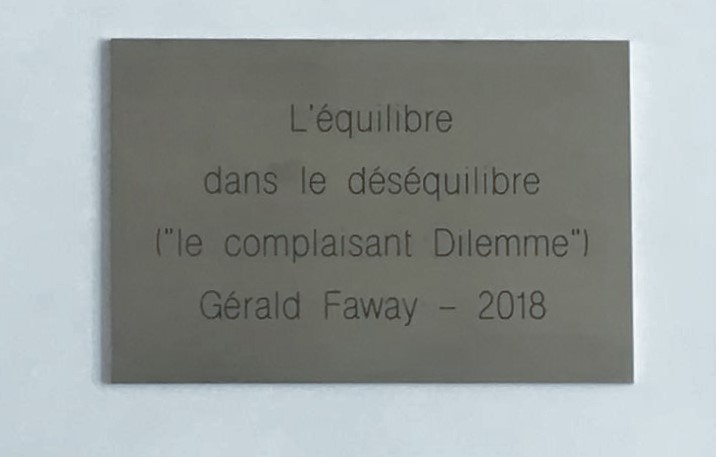 L'équilibre
dans le déséquilibre
("le complaisant Dilemme")
Gérald Faway – 2018